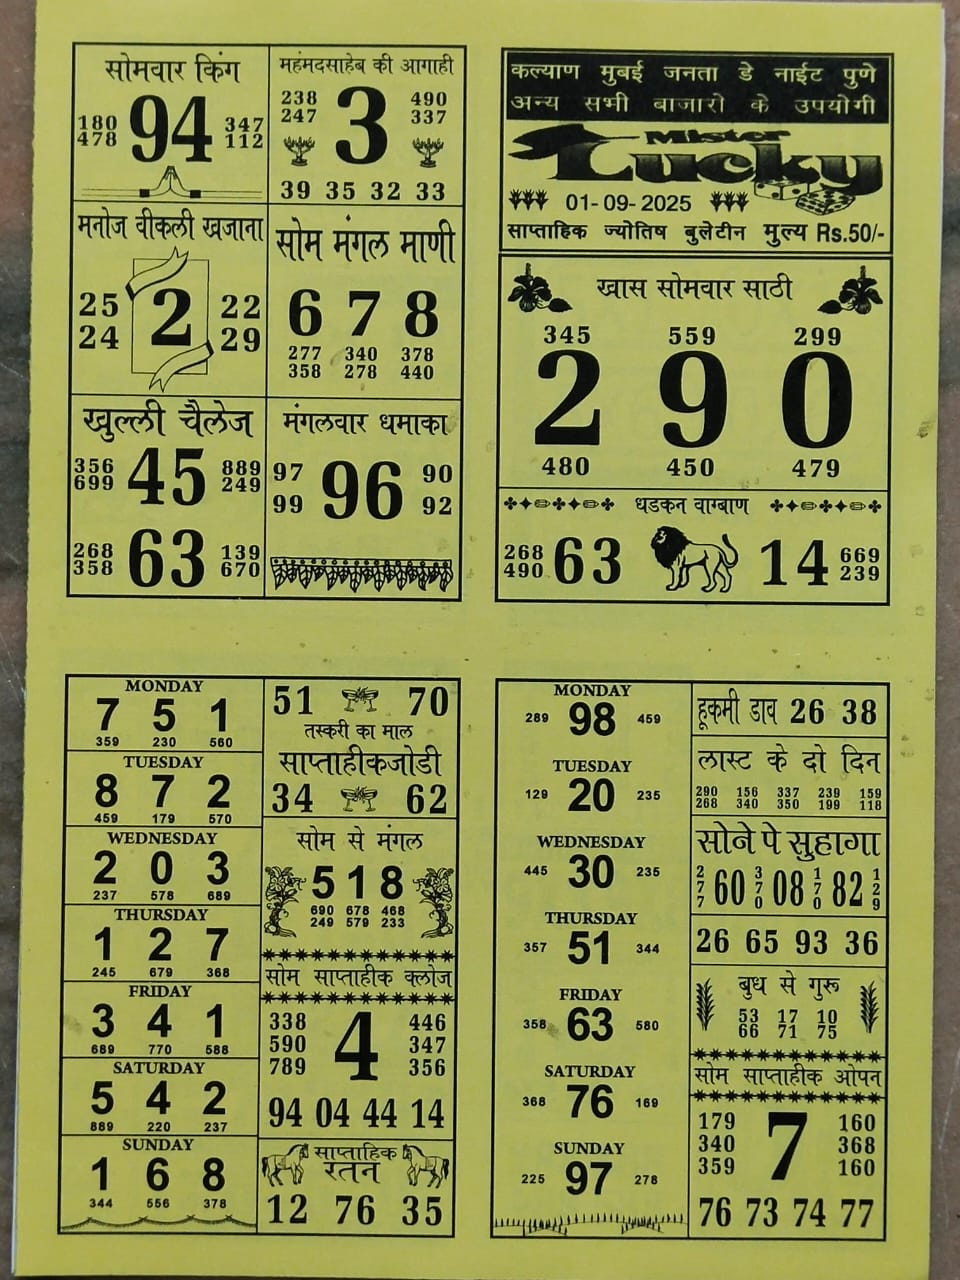 सोमवार किंग
180 94 347
478 112
महंमदसाहेब की आगाही
238 3 490
247 337
39 35 32 33
मनोज वीकली खजाना
25 2 22
24 29
सोम मंगल माणी
6 7 8
277 340 378
358 278 440
खुल्ली चैलेज
356 45 889
699 249
268 63 139
358 670
मंगलवार धमाका
97 96 90
99 92
कल्याण मुबई जनता डे नाईट पुणे
अन्य सभी बाजारो के उपयोगी
Mister
Lucky
01-09-2025
साप्ताहिक ज्योतिष बुलेटीन मुल्य Rs.50/-
खास सोमवार साठी
345 559 299
2 9 0
480 450 479
धडकन वाग्बाण
268 63 14 669
490 239
MONDAY
7 5 1
359 230 560
TUESDAY
8 7 2
459 179 570
WEDNESDAY
2 0 3
237 578 689
THURSDAY
1 2 7
245 679 368
FRIDAY
3 4 1
689 770 588
SATURDAY
5 4 2
889 220 237
SUNDAY
1 6 8
344 556 378
51 70
तस्करी का माल
साप्ताहीकजोडी
34 62
सोम से मंगल
5 1 8
690 678 468
249 579 233
सोम साप्ताहीक क्लोज
338 4 446
590 347
789 356
94 04 44 14
साप्ताहिक
रतन
12 76 35
MONDAY
289 98 459
TUESDAY
129 20 235
WEDNESDAY
445 30 235
THURSDAY
357 51 344
FRIDAY
358 63 580
SATURDAY
368 76 169
SUNDAY
225 97 278
हूकमी डाव 26 38
लास्ट के दो दिन
290 156 337 239 159
268 340 350 199 118
सोने पे सुहागा
277 60 370 08 170 82 129
26 65 93 36
बुध से गुरू
53 17 10
66 71 75
सोम साप्ताहीक ओपन
179 7 160
340 368
359 160
76 73 74 77